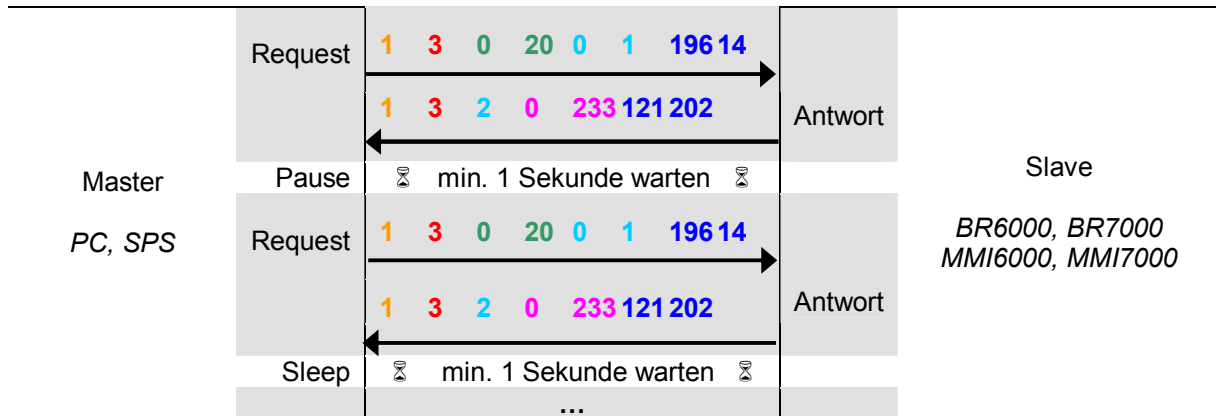 Request 1 3 0 20 0 1 196 14
1 3 2 0 233 121 202 Antwort
Master
PC, SPS
Pause ⌛ min. 1 Sekunde warten ⌛
Slave
BR6000, BR7000
MMI6000, MMI7000
Request 1 3 0 20 0 1 196 14
1 3 2 0 233 121 202 Antwort
Sleep ⌛ min. 1 Sekunde warten ⌛
...